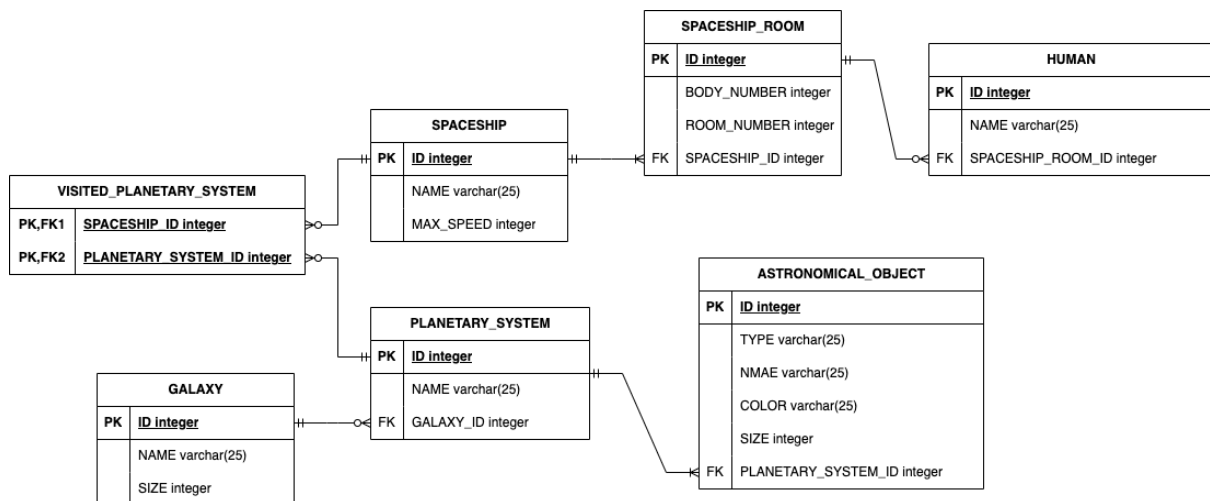 SPACESHIP_ROOM
PK ID integer
BODY_NUMBER integer
ROOM_NUMBER integer
FK SPACESHIP_ID integer
HUMAN
PK ID integer
NAME varchar(25)
FK SPACESHIP_ROOM_ID integer
SPACESHIP
PK ID integer
NAME varchar(25)
MAX_SPEED integer
VISITED_PLANETARY_SYSTEM
PK,FK1 SPACESHIP_ID integer
PK,FK2 PLANETARY_SYSTEM_ID integer
ASTRONOMICAL_OBJECT
PK ID integer
TYPE varchar(25)
NMAE varchar(25)
COLOR varchar(25)
SIZE integer
FK PLANETARY_SYSTEM_ID integer
PLANETARY_SYSTEM
PK ID integer
NAME varchar(25)
FK GALAXY_ID integer
GALAXY
PK ID integer
NAME varchar(25)
SIZE integer